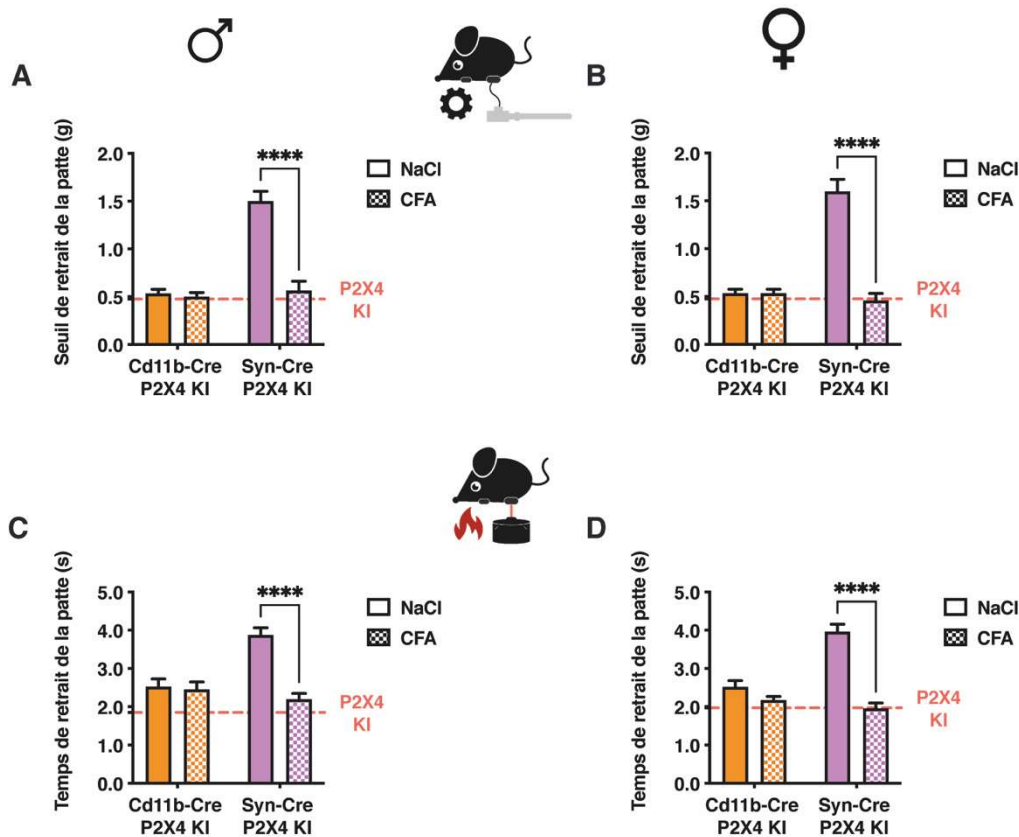 ♂
♀
A
Seuil de retrait de la patte (g)
2.0
1.5
1.0
0.5
0.0
****
NaCl
CFA
P2X4
KI
Cd11b-Cre
P2X4 KI
Syn-Cre
P2X4 KI
B
Seuil de retrait de la patte (g)
2.0
1.5
1.0
0.5
0.0
****
NaCl
CFA
P2X4
KI
Cd11b-Cre
P2X4 KI
Syn-Cre
P2X4 KI
C
Temps de retrait de la patte (s)
5.0
4.0
3.0
2.0
1.0
0.0
****
NaCl
CFA
P2X4
KI
Cd11b-Cre
P2X4 KI
Syn-Cre
P2X4 KI
D
Temps de retrait de la patte (s)
5.0
4.0
3.0
2.0
1.0
0.0
****
NaCl
CFA
P2X4
KI
Cd11b-Cre
P2X4 KI
Syn-Cre
P2X4 KI